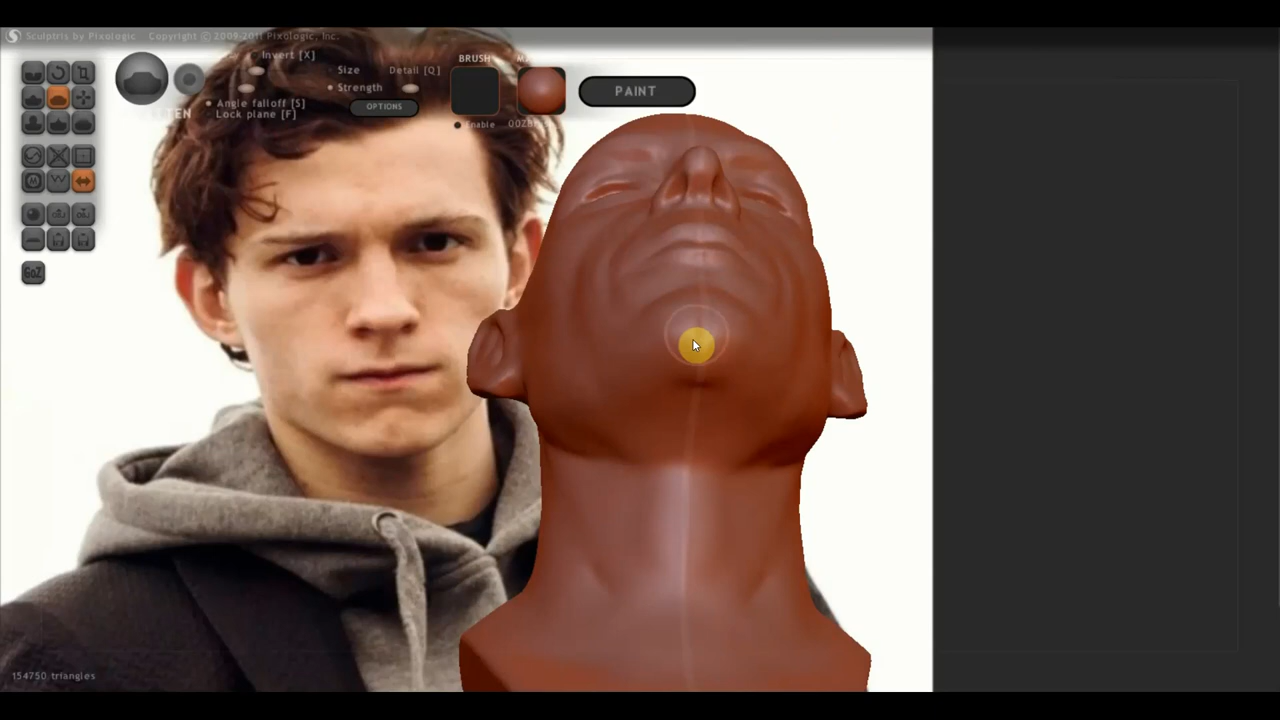 Sculptris by Pixologic   Copyright © 2009-2011 Pixologic, Inc.
Invert [X]
Size
Detail [Q]
Strength
Angle falloff [S]
Lock plane [F]
OPTIONS
BRUSH
Enable
PAINT
GoZ
154750 triangles